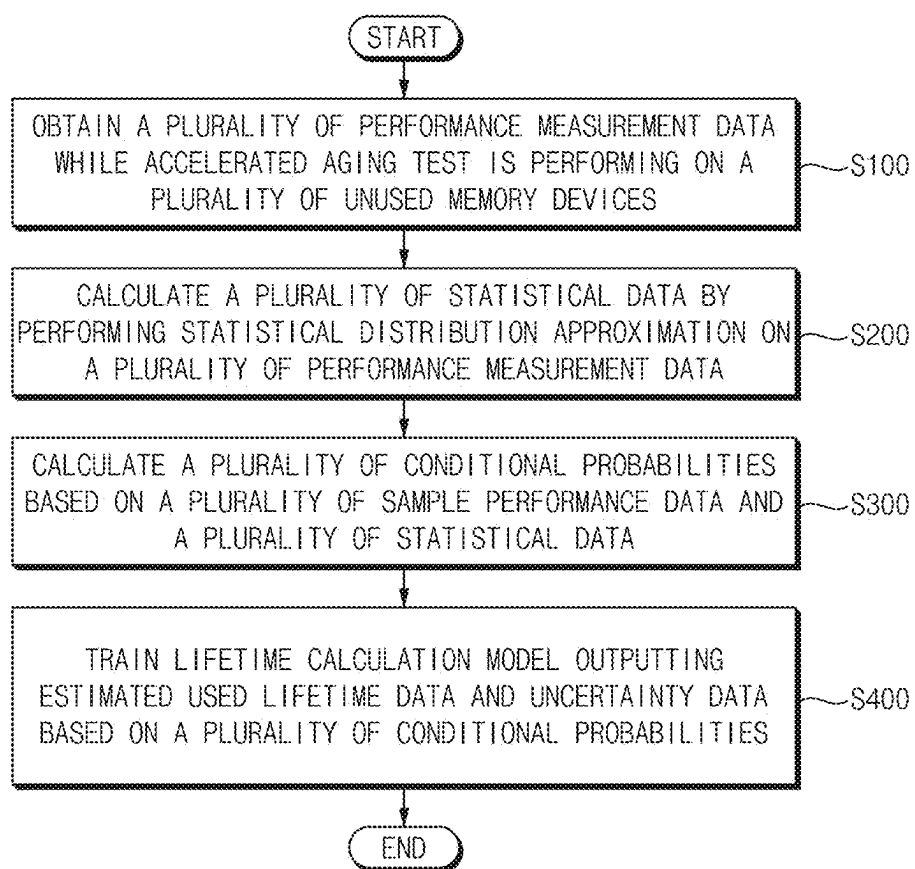 START
OBTAIN A PLURALITY OF PERFORMANCE MEASUREMENT DATA
WHILE ACCELERATED AGING TEST IS PERFORMING ON A
PLURALITY OF UNUSED MEMORY DEVICES
S100
CALCULATE A PLURALITY OF STATISTICAL DATA BY
PERFORMING STATISTICAL DISTRIBUTION APPROXIMATION ON
A PLURALITY OF PERFORMANCE MEASUREMENT DATA
S200
CALCULATE A PLURALITY OF CONDITIONAL PROBABILITIES
BASED ON A PLURALITY OF SAMPLE PERFORMANCE DATA AND
A PLURALITY OF STATISTICAL DATA
S300
TRAIN LIFETIME CALCULATION MODEL OUTPUTTING
ESTIMATED USED LIFETIME DATA AND UNCERTAINTY DATA
BASED ON A PLURALITY OF CONDITIONAL PROBABILITIES
S400
END